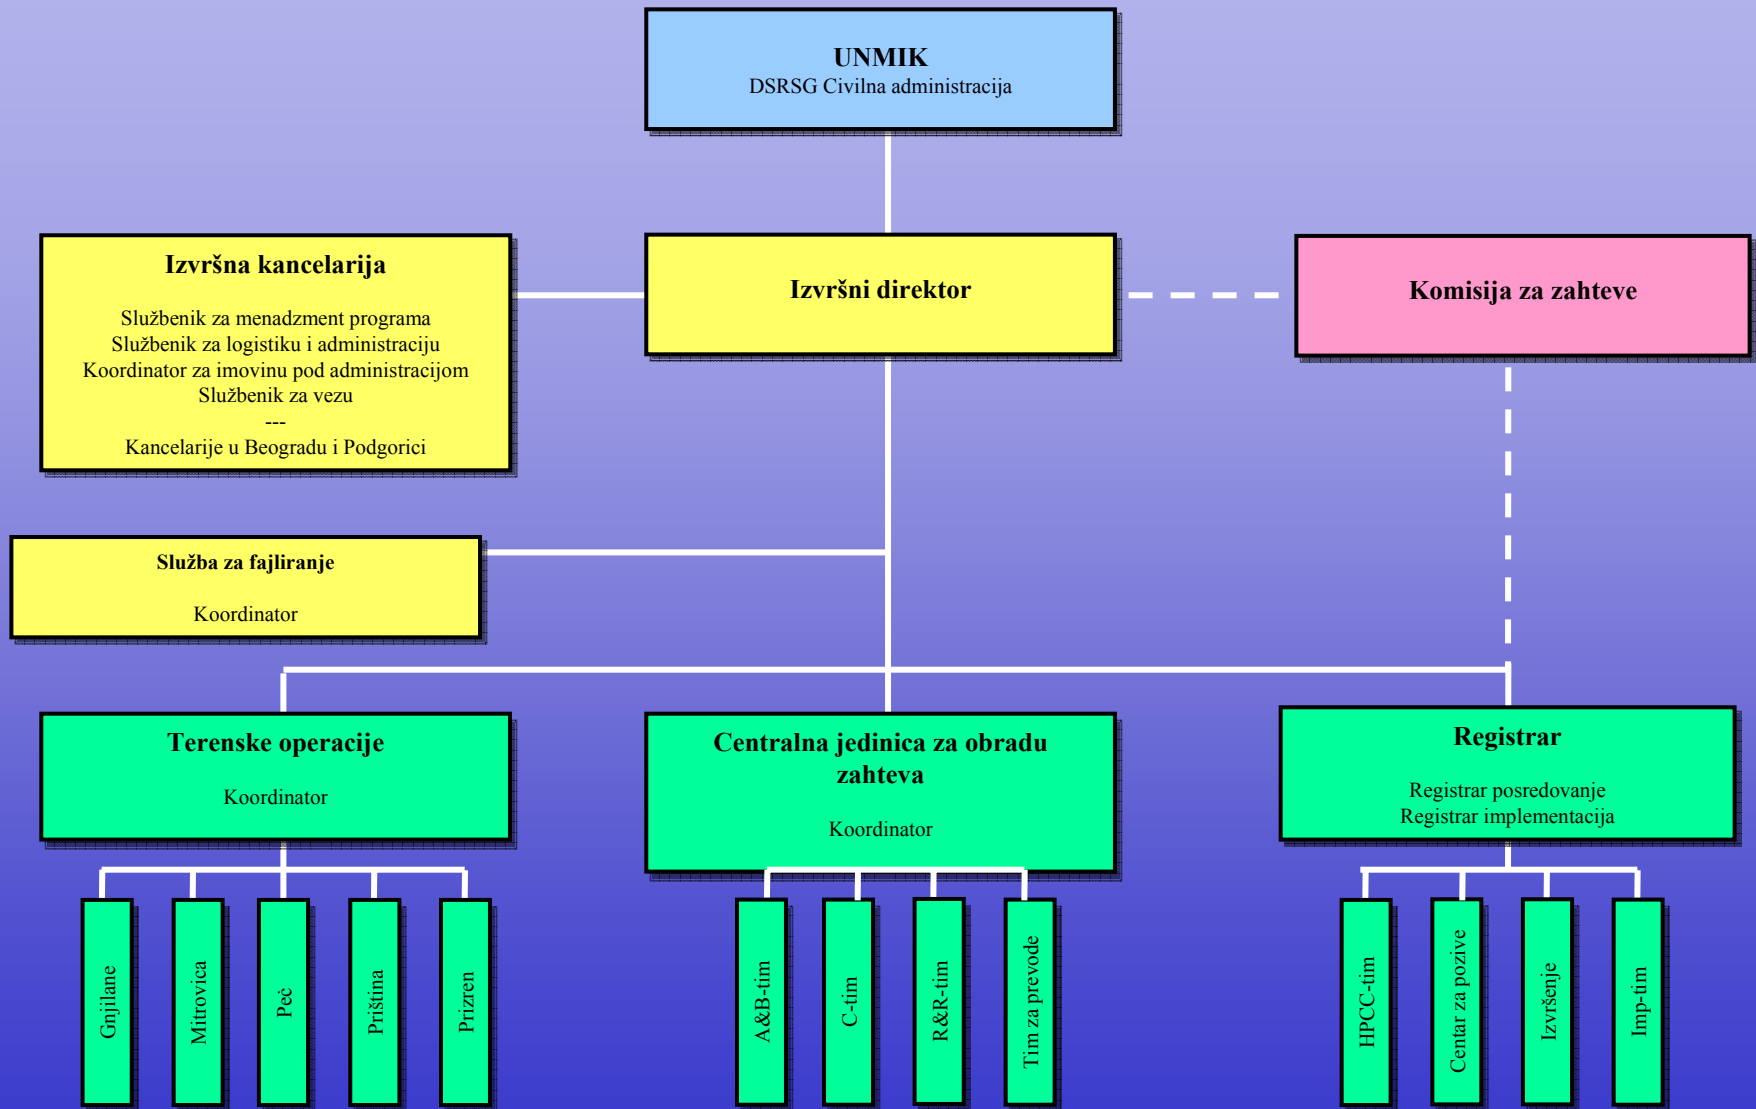 UNMIK
DSRSG Civilna administracija
Izvršna kancelarija
Službenik za menadzment programa
Službenik za logistiku i administraciju
Koordinator za imovinu pod administracijom
Službenik za vezu
---
Kancelarije u Beogradu i Podgorici
Izvršni direktor
Komisija za zahteve
Služba za fajliranje
Koordinator
Terenske operacije
Koordinator
Centralna jedinica za obradu
zahteva
Koordinator
Registrar
Registrar posredovanje
Registrar implementacija
Gnjilane
Mitrovica
Peć
Priština
Prizren
A&B-tim
C-tim
R&R-tim
Tim za prevode
HPCC-tim
Centar za pozive
Izvršenje
Imp-tim